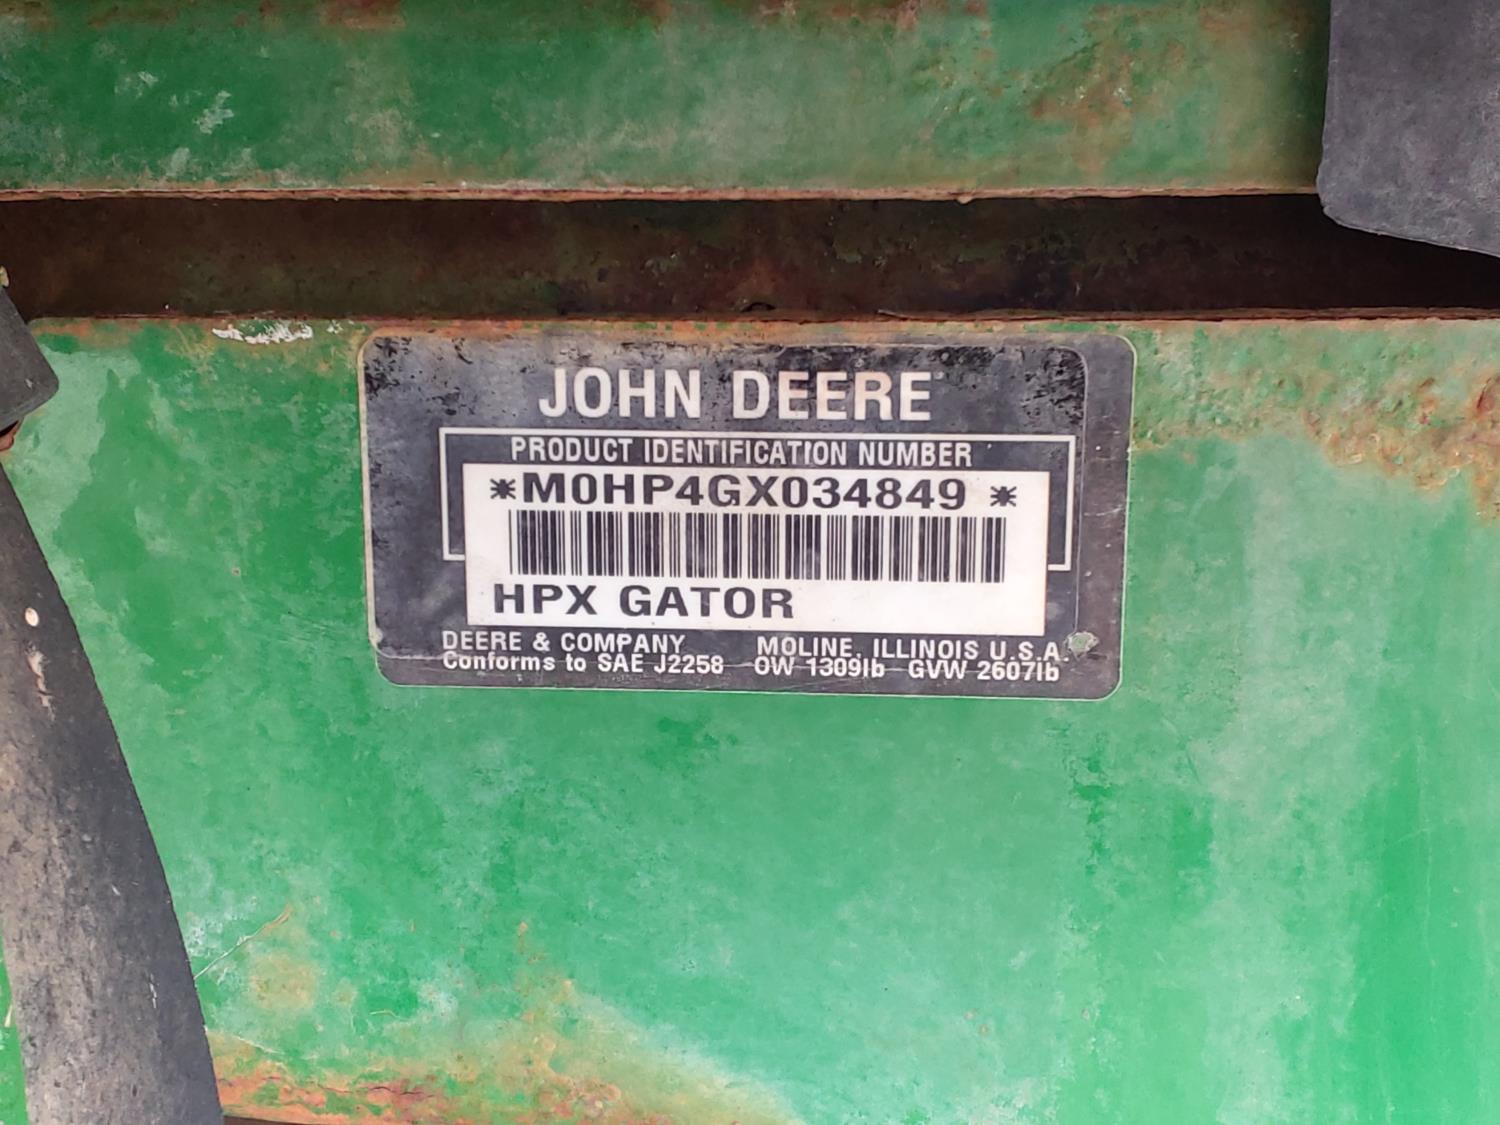 JOHN DEERE
PRODUCT IDENTIFICATION NUMBER
*M0HP4GX034849 *
HPX GATOR
DEERE & COMPANY MOLINE, ILLINOIS U.S.A.
Conforms to SAE J2258 OW 1309lb GVW 2607lb